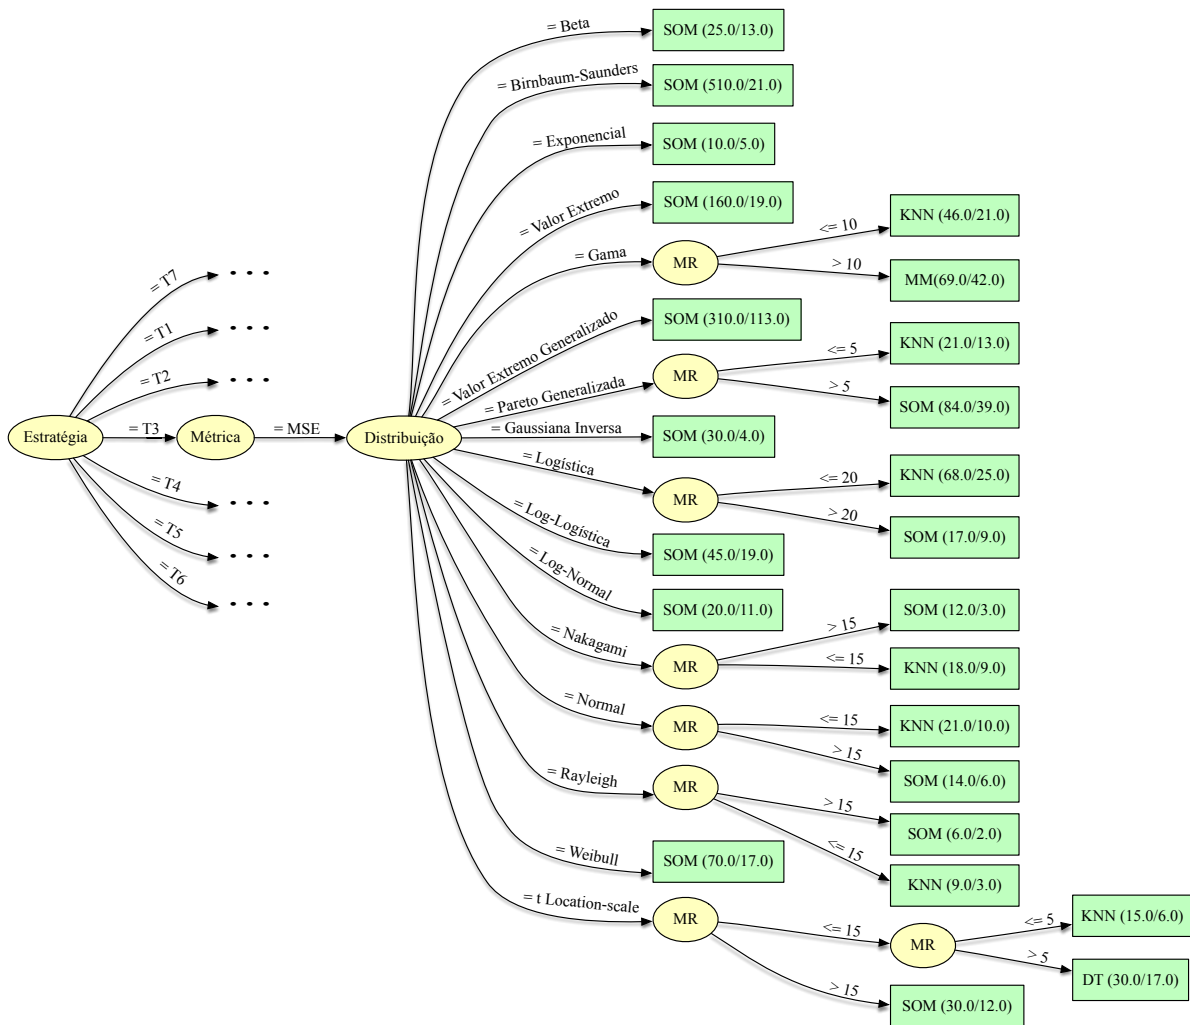 = Beta
SOM (25.0/13.0)
= Birnbaum-Saunders
SOM (510.0/21.0)
= Exponencial
SOM (10.0/5.0)
= Valor Extremo
SOM (160.0/19.0)
= Gama
MR
<= 10
KNN (46.0/21.0)
> 10
MM(69.0/42.0)
= Valor Extremo Generalizado
SOM (310.0/113.0)
= Pareto Generalizada
MR
<= 5
KNN (21.0/13.0)
> 5
SOM (84.0/39.0)
= T7
. . .
= T1
. . .
= T2
. . .
Estratégia
= T3
Métrica
= MSE
Distribuição
= T4
. . .
= T5
. . .
= T6
. . .
= Gaussiana Inversa
SOM (30.0/4.0)
= Logística
MR
<= 20
KNN (68.0/25.0)
> 20
SOM (17.0/9.0)
= Log-Logística
SOM (45.0/19.0)
= Log-Normal
SOM (20.0/11.0)
= Nakagami
MR
> 15
SOM (12.0/3.0)
<= 15
KNN (18.0/9.0)
= Normal
MR
<= 15
KNN (21.0/10.0)
> 15
SOM (14.0/6.0)
= Rayleigh
MR
> 15
SOM (6.0/2.0)
<= 15
KNN (9.0/3.0)
= Weibull
SOM (70.0/17.0)
= t Location-scale
MR
<= 15
MR
<= 5
KNN (15.0/6.0)
> 5
DT (30.0/17.0)
> 15
SOM (30.0/12.0)